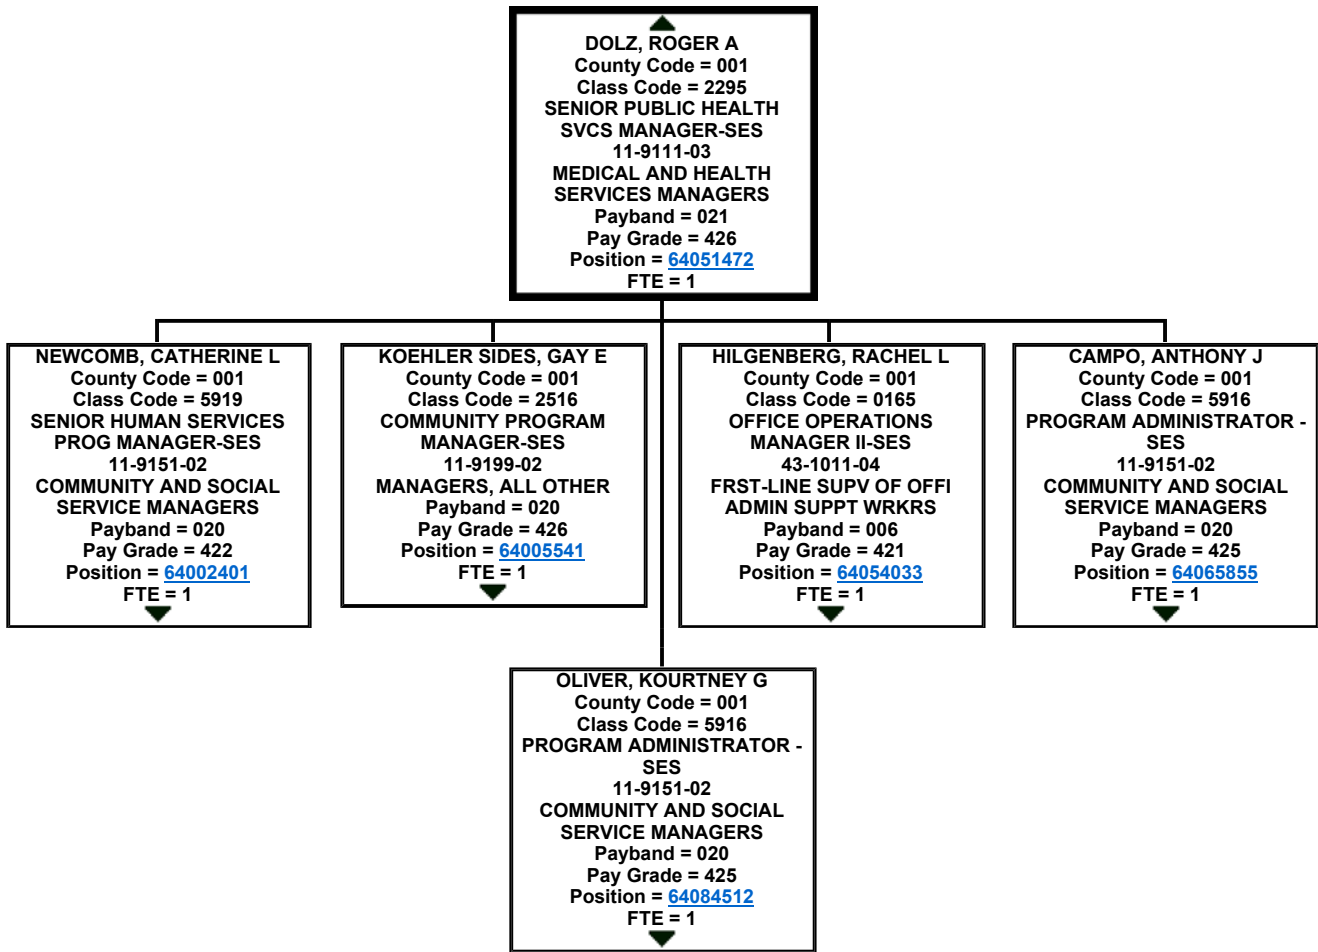 DOLZ, ROGER A
County Code = 001
Class Code = 2295
SENIOR PUBLIC HEALTH
SVCS MANAGER-SES
11-9111-03
MEDICAL AND HEALTH
SERVICES MANAGERS
Payband = 021
Pay Grade = 426
Position = 64051472
FTE = 1
NEWCOMB, CATHERINE L
County Code = 001
Class Code = 5919
SENIOR HUMAN SERVICES
PROG MANAGER-SES
11-9151-02
COMMUNITY AND SOCIAL
SERVICE MANAGERS
Payband = 020
Pay Grade = 422
Position = 64002401
FTE = 1
KOEHLER SIDES, GAY E
County Code = 001
Class Code = 2516
COMMUNITY PROGRAM
MANAGER-SES
11-9199-02
MANAGERS, ALL OTHER
Payband = 020
Pay Grade = 426
Position = 64005541
FTE = 1
HILGENBERG, RACHEL L
County Code = 001
Class Code = 0165
OFFICE OPERATIONS
MANAGER II-SES
43-1011-04
FRST-LINE SUPV OF OFFI
ADMIN SUPPT WRKRS
Payband = 006
Pay Grade = 421
Position = 64054033
FTE = 1
CAMPO, ANTHONY J
County Code = 001
Class Code = 5916
PROGRAM ADMINISTRATOR -
SES
11-9151-02
COMMUNITY AND SOCIAL
SERVICE MANAGERS
Payband = 020
Pay Grade = 425
Position = 64065855
FTE = 1
OLIVER, KOURTNEY G
County Code = 001
Class Code = 5916
PROGRAM ADMINISTRATOR -
SES
11-9151-02
COMMUNITY AND SOCIAL
SERVICE MANAGERS
Payband = 020
Pay Grade = 425
Position = 64084512
FTE = 1